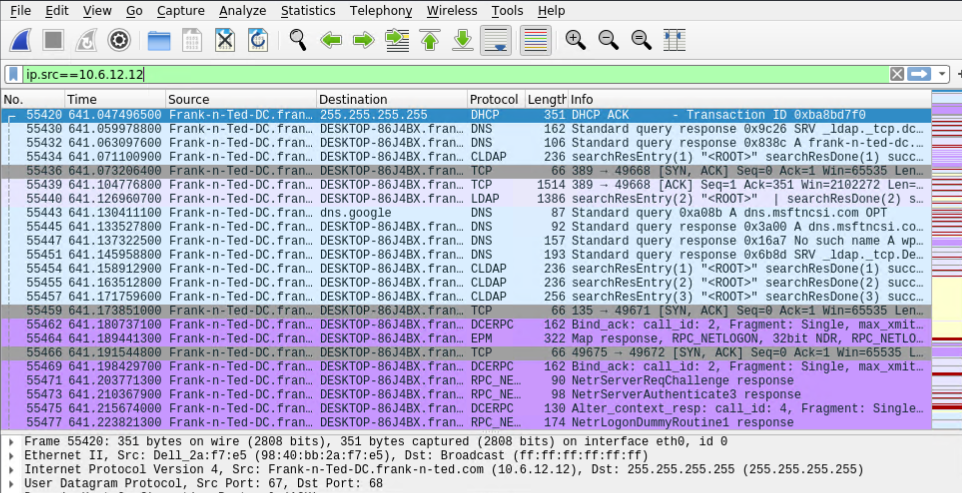 File Edit View Go Capture Analyze Statistics Telephony Wireless Tools Help
ip.src==10.6.12.12
No. Time Source Destination Protocol Length Info
55420 641.047496500 Frank-n-Ted-DC.fran… 255.255.255.255 DHCP 351 DHCP ACK - Transaction ID 0xba8bd7f0
55430 641.059978800 Frank-n-Ted-DC.fran… DESKTOP-86J4BX.fran… DNS 162 Standard query response 0x9c26 SRV _ldap._tcp.dc…
55432 641.063097600 Frank-n-Ted-DC.fran… DESKTOP-86J4BX.fran… DNS 106 Standard query response 0x838c A frank-n-ted-dc.…
55434 641.071100900 Frank-n-Ted-DC.fran… DESKTOP-86J4BX.fran… CLDAP 236 searchResEntry(1) "<ROOT>" searchResDone(1) succ…
55436 641.073206400 Frank-n-Ted-DC.fran… DESKTOP-86J4BX.fran… TCP 66 389 → 49668 [SYN, ACK] Seq=0 Ack=1 Win=65535 Len…
55439 641.104776800 Frank-n-Ted-DC.fran… DESKTOP-86J4BX.fran… TCP 1514 389 → 49668 [ACK] Seq=1 Ack=351 Win=2102272 Len=…
55440 641.126960700 Frank-n-Ted-DC.fran… DESKTOP-86J4BX.fran… LDAP 1386 searchResEntry(2) "<ROOT>" | searchResDone(2) s…
55443 641.130411100 Frank-n-Ted-DC.fran… dns.google DNS 87 Standard query 0xa08b A dns.msftncsi.com OPT
55445 641.133527800 Frank-n-Ted-DC.fran… DESKTOP-86J4BX.fran… DNS 92 Standard query response 0x3a00 A dns.msftncsi.co…
55447 641.137322500 Frank-n-Ted-DC.fran… DESKTOP-86J4BX.fran… DNS 157 Standard query response 0x16a7 No such name A wp…
55451 641.145958800 Frank-n-Ted-DC.fran… DESKTOP-86J4BX.fran… DNS 193 Standard query response 0x6b8d SRV _ldap._tcp.De…
55454 641.158912900 Frank-n-Ted-DC.fran… DESKTOP-86J4BX.fran… CLDAP 236 searchResEntry(1) "<ROOT>" searchResDone(1) succ…
55455 641.163512800 Frank-n-Ted-DC.fran… DESKTOP-86J4BX.fran… CLDAP 236 searchResEntry(2) "<ROOT>" searchResDone(2) succ…
55457 641.171759600 Frank-n-Ted-DC.fran… DESKTOP-86J4BX.fran… CLDAP 256 searchResEntry(3) "<ROOT>" searchResDone(3) succ…
55459 641.173851000 Frank-n-Ted-DC.fran… DESKTOP-86J4BX.fran… TCP 66 135 → 49671 [SYN, ACK] Seq=0 Ack=1 Win=65535 Len…
55462 641.180737100 Frank-n-Ted-DC.fran… DESKTOP-86J4BX.fran… DCERPC 162 Bind_ack: call_id: 2, Fragment: Single, max_xmit…
55464 641.189441300 Frank-n-Ted-DC.fran… DESKTOP-86J4BX.fran… EPM 322 Map response, RPC_NETLOGON, 32bit NDR, RPC_NETLO…
55466 641.191544800 Frank-n-Ted-DC.fran… DESKTOP-86J4BX.fran… TCP 66 49675 → 49672 [SYN, ACK] Seq=0 Ack=1 Win=65535 L…
55469 641.198429700 Frank-n-Ted-DC.fran… DESKTOP-86J4BX.fran… DCERPC 162 Bind_ack: call_id: 2, Fragment: Single, max_xmit…
55471 641.203771300 Frank-n-Ted-DC.fran… DESKTOP-86J4BX.fran… RPC_NE… 90 NetrServerReqChallenge response
55473 641.210367900 Frank-n-Ted-DC.fran… DESKTOP-86J4BX.fran… RPC_NE… 98 NetrServerAuthenticate3 response
55475 641.215674000 Frank-n-Ted-DC.fran… DESKTOP-86J4BX.fran… DCERPC 130 Alter_context_resp: call_id: 4, Fragment: Single…
55477 641.223821300 Frank-n-Ted-DC.fran… DESKTOP-86J4BX.fran… RPC_NE… 174 NetrLogonDummyRoutine1 response
Frame 55420: 351 bytes on wire (2808 bits), 351 bytes captured (2808 bits) on interface eth0, id 0
Ethernet II, Src: Dell_2a:f7:e5 (98:40:bb:2a:f7:e5), Dst: Broadcast (ff:ff:ff:ff:ff:ff)
Internet Protocol Version 4, Src: Frank-n-Ted-DC.frank-n-ted.com (10.6.12.12), Dst: 255.255.255.255 (255.255.255.255)
User Datagram Protocol, Src Port: 67, Dst Port: 68